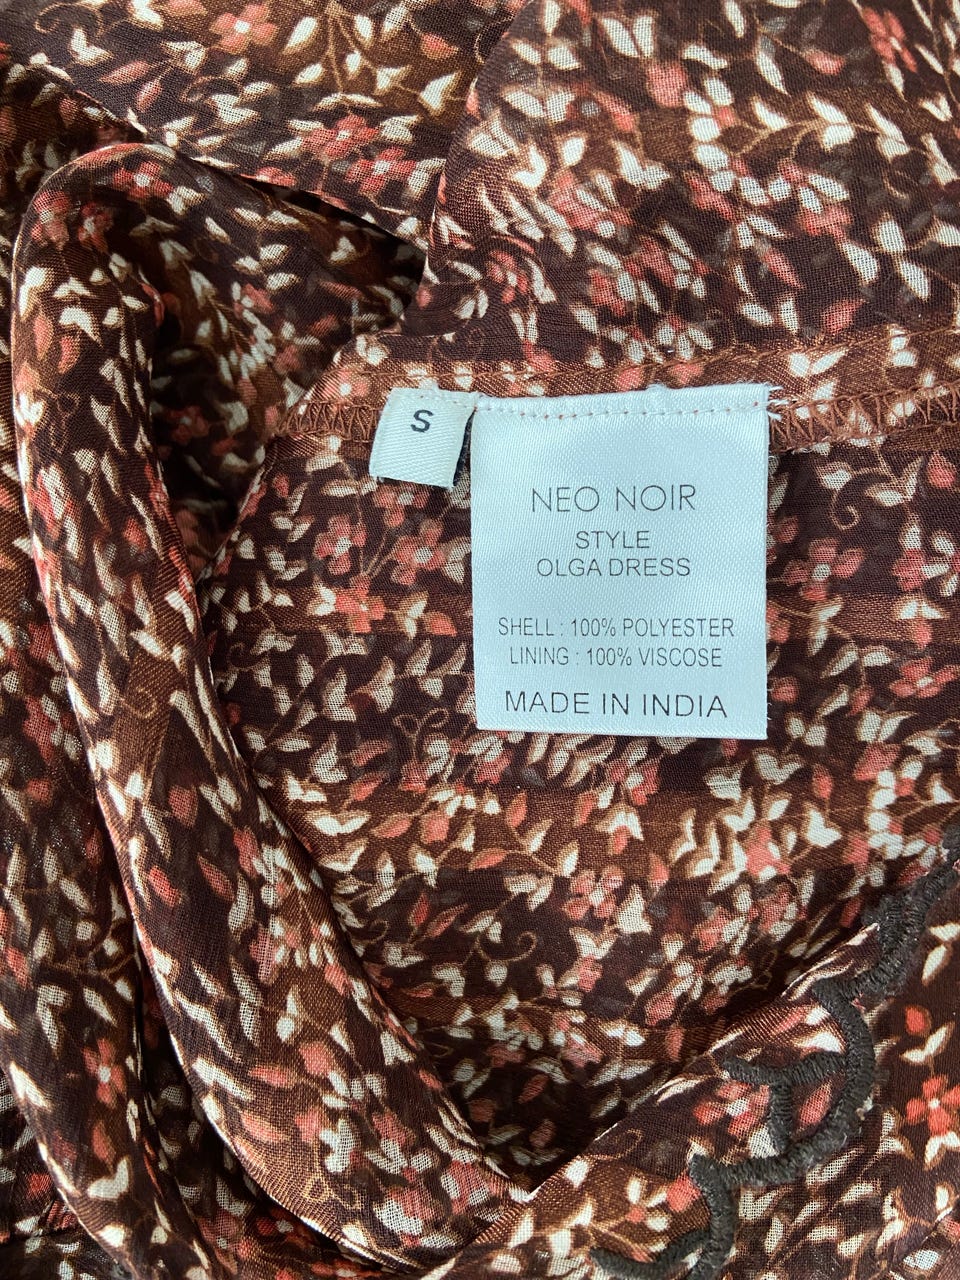 S
NEO NOIR
STYLE
OLGA DRESS
SHELL : 100% POLYESTER
LINING : 100% VISCOSE
MADE IN INDIA